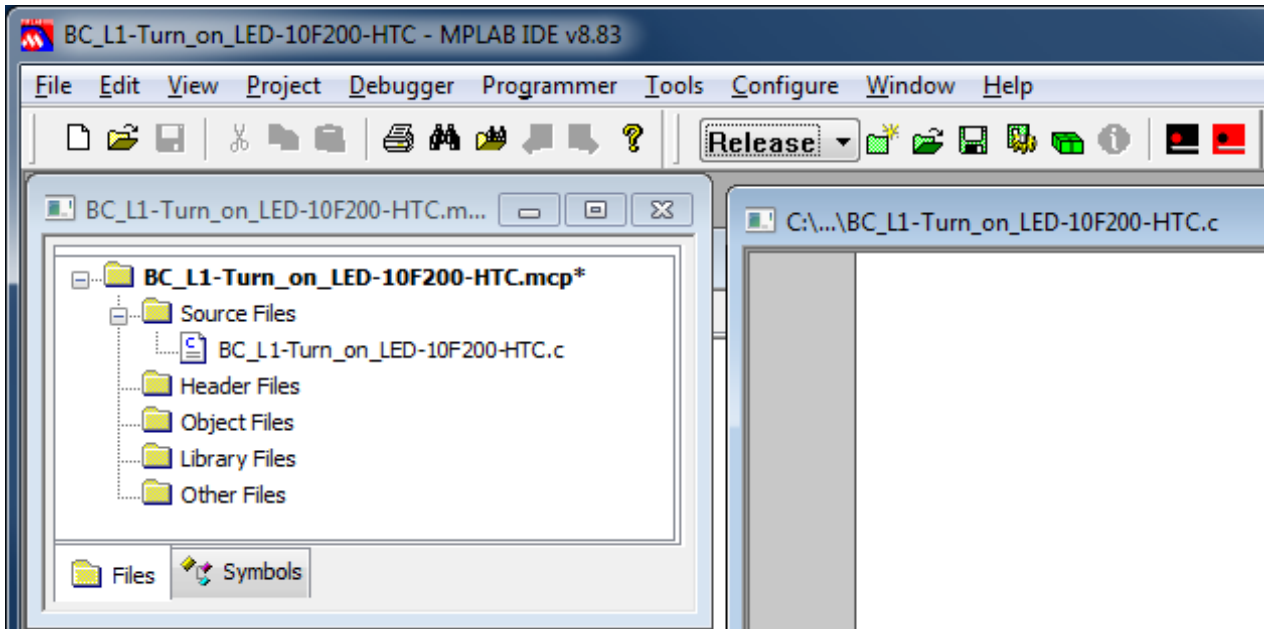 BC_L1-Turn_on_LED-10F200-HTC - MPLAB IDE v8.83
File Edit View Project Debugger Programmer Tools Configure Window Help
Release
BC_L1-Turn_on_LED-10F200-HTC.m...
C:\...\BC_L1-Turn_on_LED-10F200-HTC.c
BC_L1-Turn_on_LED-10F200-HTC.mcp*
Source Files
BC_L1-Turn_on_LED-10F200-HTC.c
Header Files
Object Files
Library Files
Other Files
Files Symbols